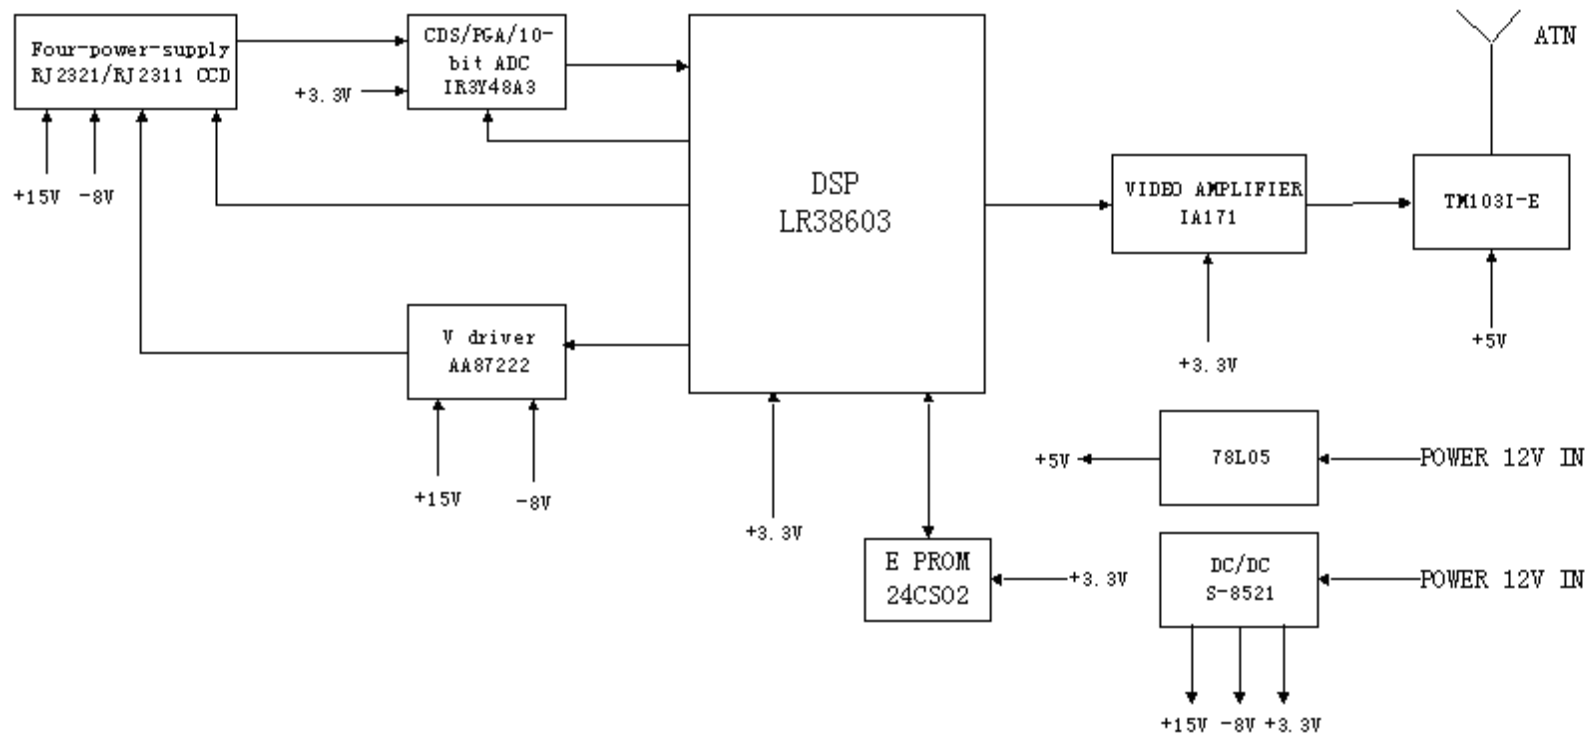 Four-power-supply
RJ2321/RJ2311 CCD
CDS/PGA/10-
bit ADC
IR3Y48A3
+3.3V
+15V
-8V
DSP
LR38603
VIDEO AMPLIFIER
IA171
TM103I-E
ATN
+3.3V
+5V
V driver
AA87222
+15V
-8V
+3.3V
E PROM
24CS02
+3.3V
+5V
78L05
POWER 12V IN
DC/DC
S-8521
POWER 12V IN
+15V
-8V
+3.3V